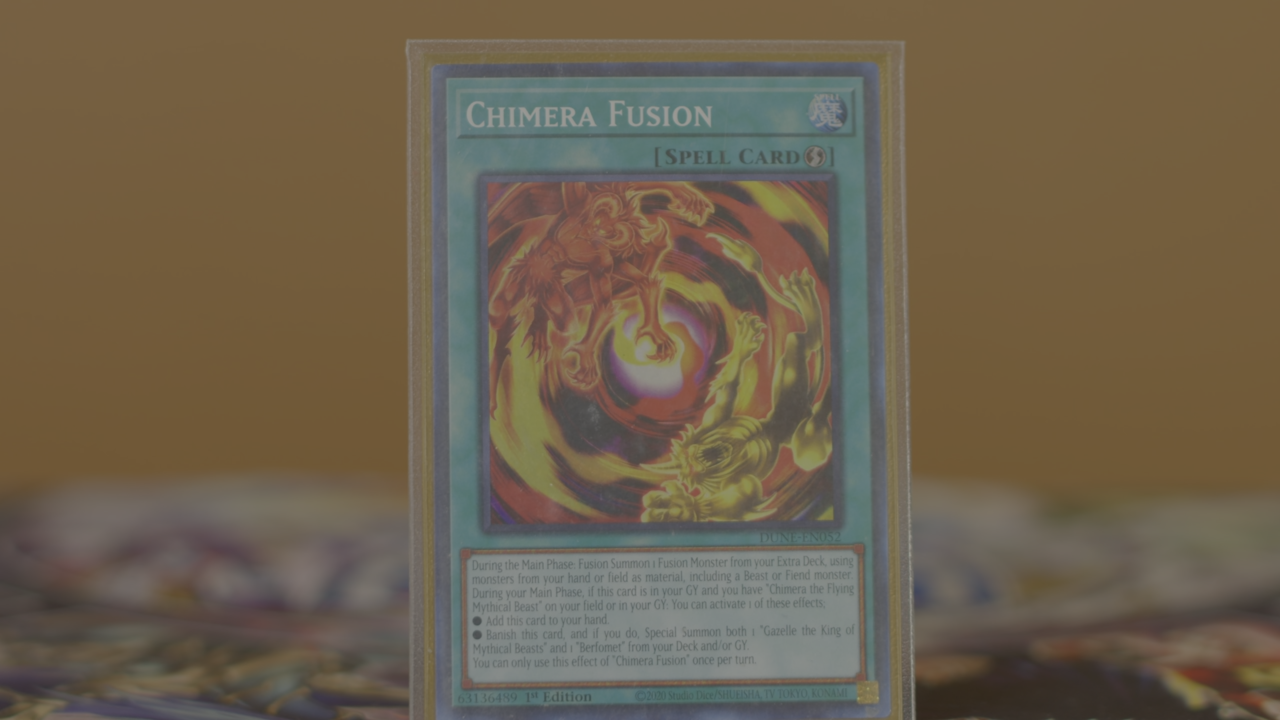 CHIMERA FUSION
魔
[SPELL CARD]
DUNE-EN052
During the Main Phase: Fusion Summon 1 Fusion Monster from your Extra Deck, using
monsters from your hand or field as material, including a Beast or Fiend monster.
During your Main Phase, if this card is in your GY and you have "Chimera the Flying
Mythical Beast" on your field or in your GY: You can activate 1 of these effects;
● Add this card to your hand.
● Banish this card, and if you do, Special Summon both 1 "Gazelle the King of
Mythical Beasts" and 1 "Berfomet" from your Deck and/or GY.
You can only use this effect of "Chimera Fusion" once per turn.
63136489 1st Edition ©2020 Studio Dice/SHUEISHA, TV TOKYO, KONAMI